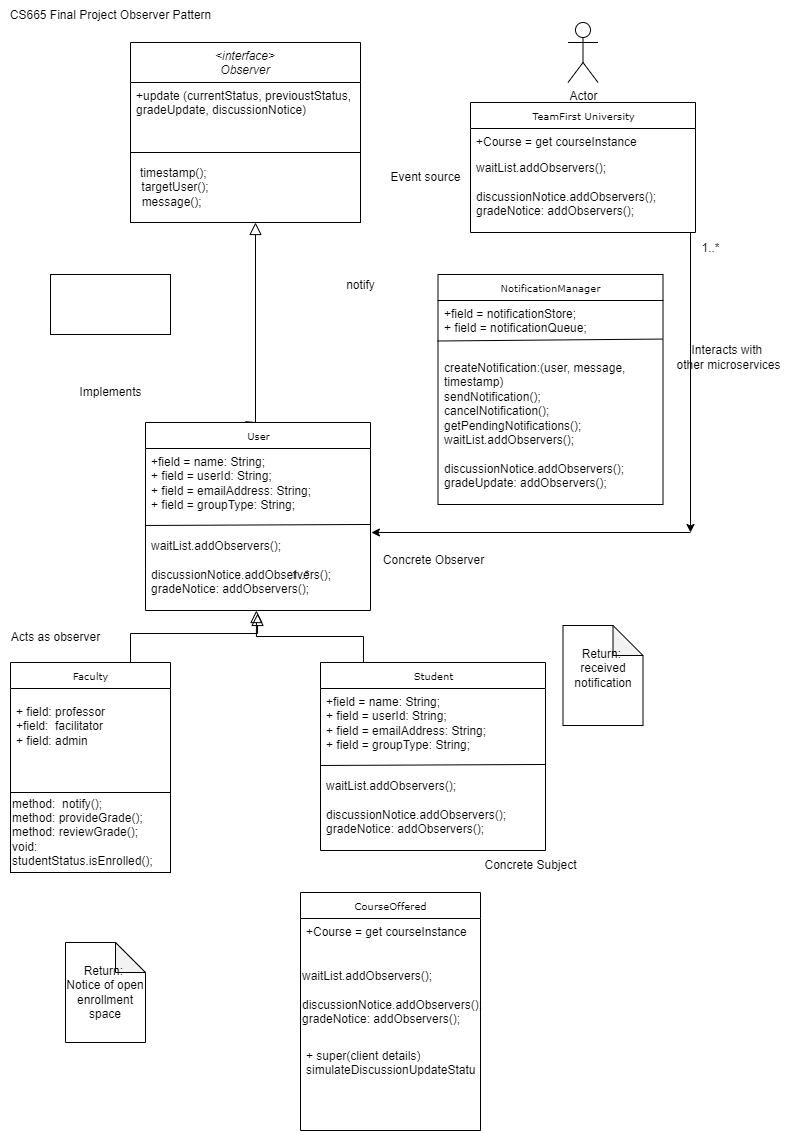 CS665 Final Project Observer Pattern
<interface>
Observer
+update (currentStatus, previoustStatus,
gradeUpdate, discussionNotice)
timestamp();
targetUser();
message();
Actor
TeamFirst University
+Course = get courseInstance
waitList.addObservers();
discussionNotice.addObservers();
gradeNotice: addObservers();
Event source
1..*
notify
NotificationManager
+field = notificationStore;
+ field = notificationQueue;
createNotification:(user, message,
timestamp)
sendNotification();
cancelNotification();
getPendingNotifications();
waitList.addObservers();
discussionNotice.addObservers();
gradeUpdate: addObservers();
Interacts with
other microservices
Implements
User
+field = name: String;
+ field = userId: String;
+ field = emailAddress: String;
+ field = groupType: String;
waitList.addObservers();
discussionNotice.addObservers();
gradeNotice: addObservers();
Concrete Observer
Acts as observer
Faculty
+ field: professor
+field:  facilitator
+ field: admin
method:  notify();
method: provideGrade();
method: reviewGrade();
void:
studentStatus.isEnrolled();
Student
+field = name: String;
+ field = userId: String;
+ field = emailAddress: String;
+ field = groupType: String;
waitList.addObservers();
discussionNotice.addObservers();
gradeNotice: addObservers();
Return:
received
notification
Concrete Subject
CourseOffered
+Course = get courseInstance
waitList.addObservers();
discussionNotice.addObservers()
gradeNotice: addObservers();
+ super(client details)
simulateDiscussionUpdateStatu
Return:
Notice of open
enrollment
space